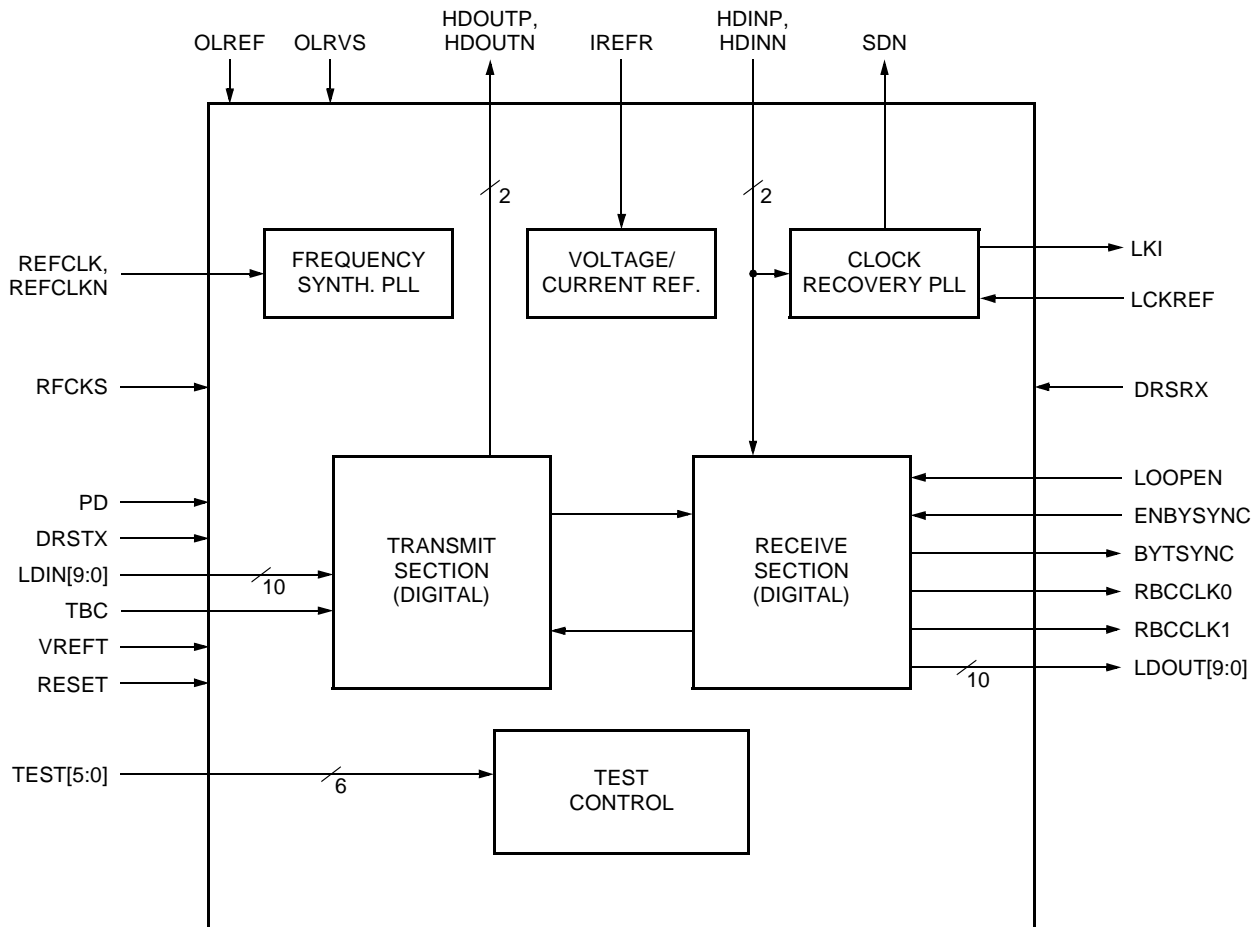 HDOUTP,
HDOUTN
HDINP,
HDINN
OLREF
OLRVS
IREFR
SDN
2
2
REFCLK,
REFCLKN
FREQUENCY
SYNTH. PLL
VOLTAGE/
CURRENT REF.
CLOCK
RECOVERY PLL
LKI
LCKREF
RFCKS
DRSRX
PD
DRSTX
LDIN[9:0]
10
TBC
VREFT
RESET
TRANSMIT
SECTION
(DIGITAL)
RECEIVE
SECTION
(DIGITAL)
LOOPEN
ENBYSYNC
BYTSYNC
RBCCLK0
RBCCLK1
LDOUT[9:0]
10
TEST[5:0]
6
TEST
CONTROL